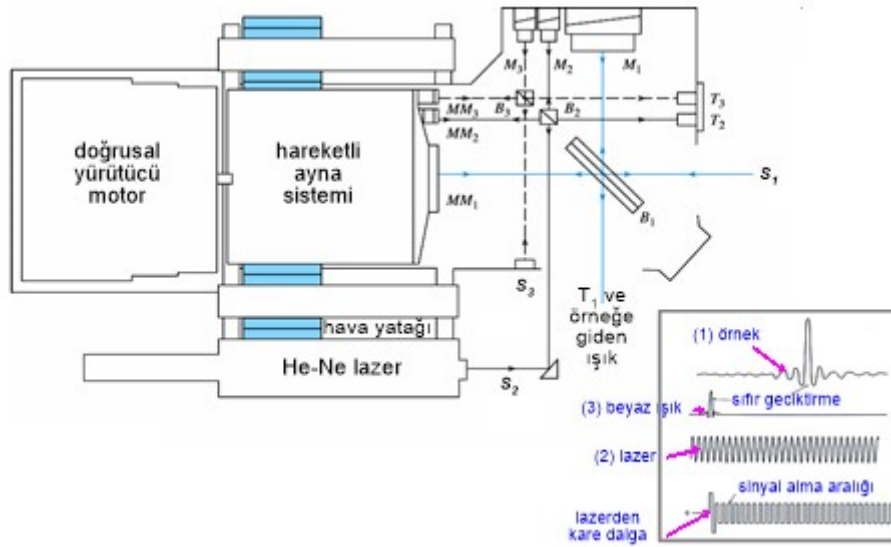 M3
M2
M1
MM3
B3
B2
T3
MM2
T2
doğrusal
yürütücü
motor
hareketli
ayna
sistemi
MM1
S1
B1
S3
T1 ve
örneğe
giden
ışık
hava yatağı
He-Ne lazer
S2
(1) örnek
(3) beyaz ışık
sıfır geciktirme
(2) lazer
sinyal alma aralığı
lazerden
kare dalga
+